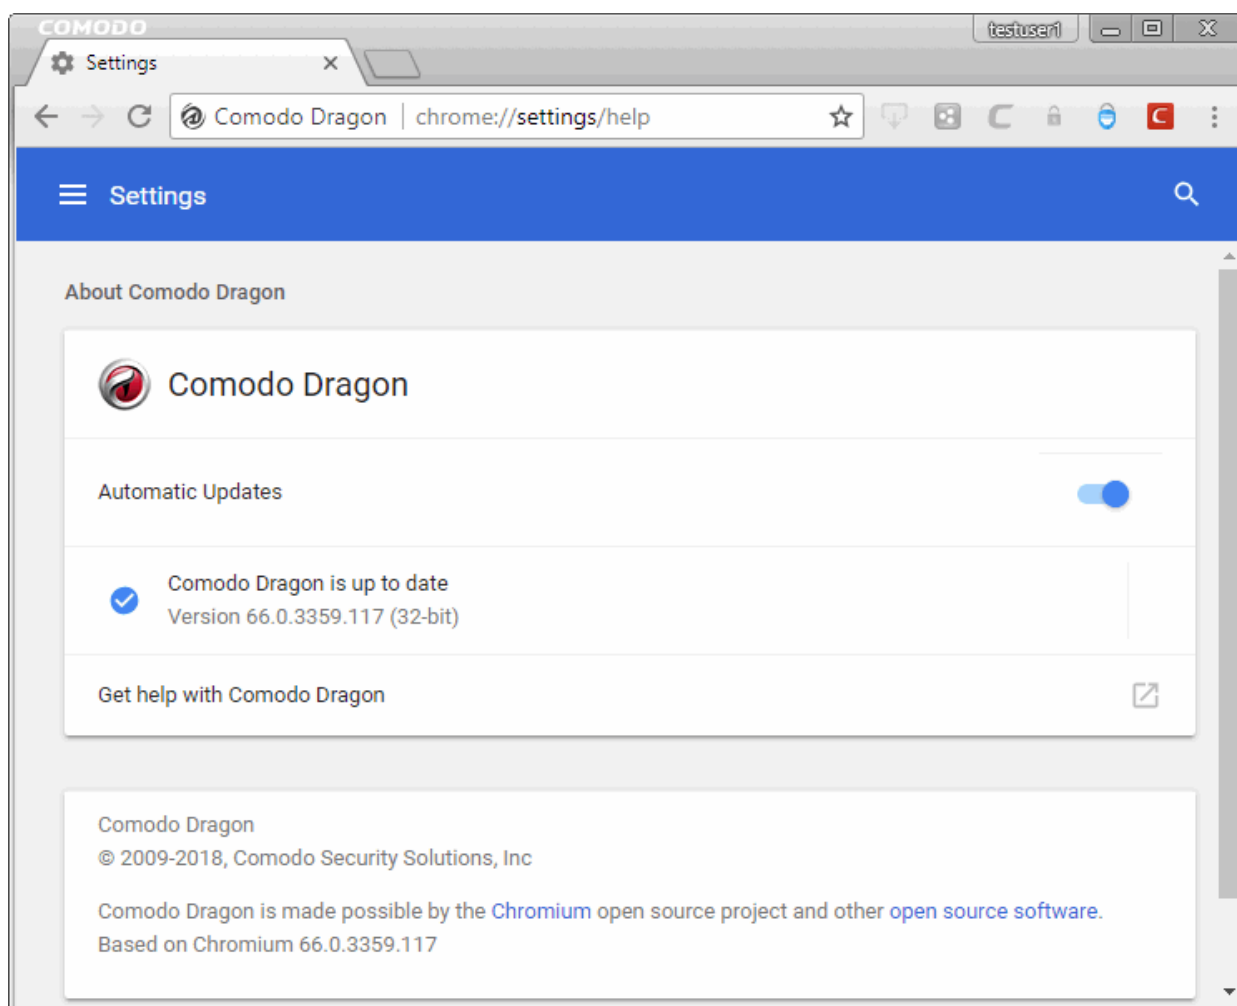 COMODO
testuser1
Settings
Comodo Dragon | chrome://settings/help
Settings
About Comodo Dragon
Comodo Dragon
Automatic Updates
Comodo Dragon is up to date
Version 66.0.3359.117 (32-bit)
Get help with Comodo Dragon
Comodo Dragon
© 2009-2018, Comodo Security Solutions, Inc
Comodo Dragon is made possible by the Chromium open source project and other open source software.
Based on Chromium 66.0.3359.117